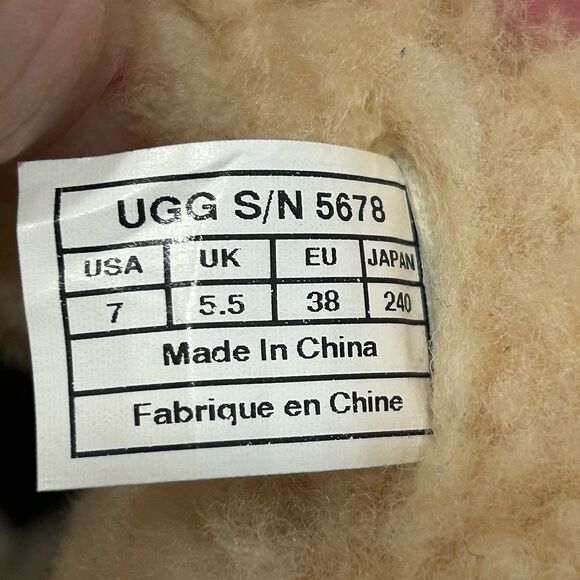 UGG S/N 5678
USA UK EU JAPAN
7 5.5 38 240
Made In China
Fabrique en Chine